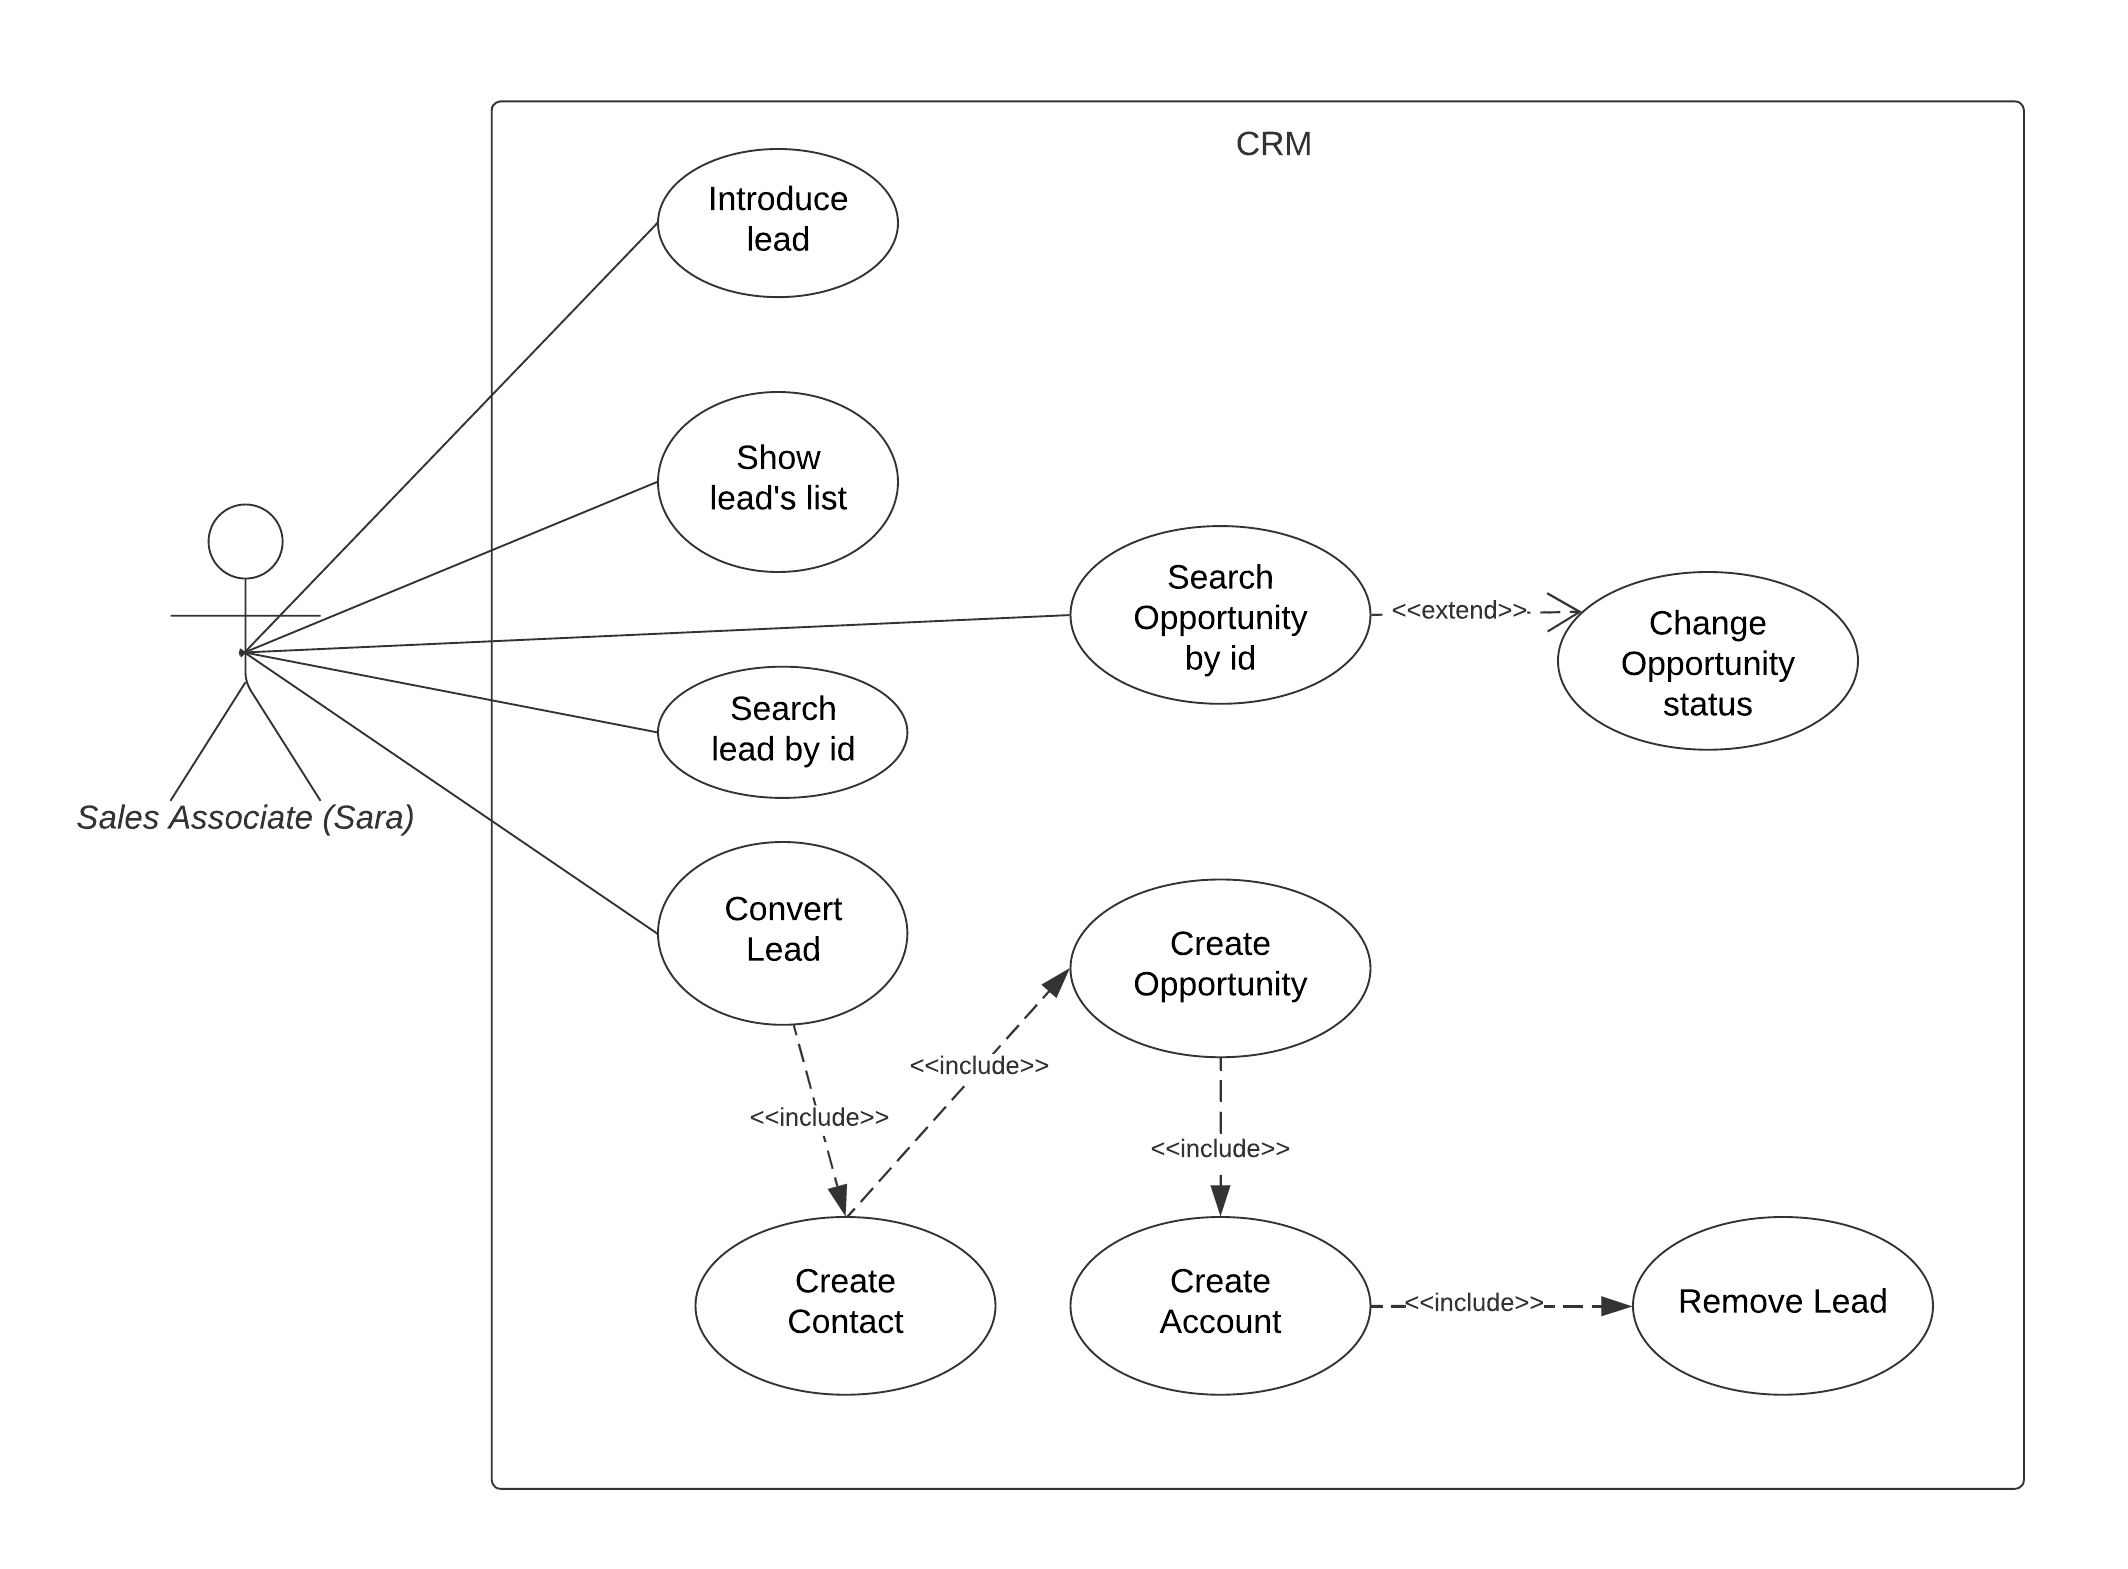 CRM
Introduce
lead
Show
lead's list
Search
Opportunity
by id
<<extend>>
Change
Opportunity
status
Search
lead by id
Sales Associate (Sara)
Convert
Lead
Create
Opportunity
<<include>>
<<include>>
<<include>>
Create
Contact
Create
Account
<<include>>
Remove Lead